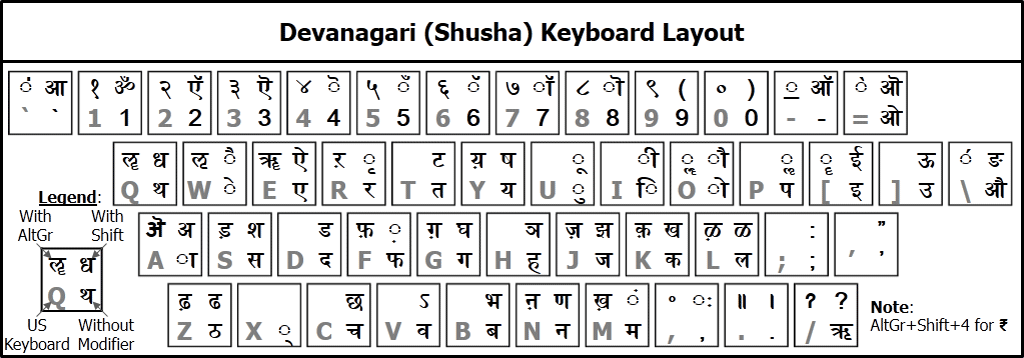 Devanagari (Shusha) Keyboard Layout
॑ आ १ ॐ २ ऍ ३ ऎ ४ ॆ ५ ँ ६ ॅ ७ ॉ ८ ॊ ९ ( ० ) ॒ ऑ ॓ ऒ
` ` 1 1 2 2 3 3 4 4 5 5 6 6 7 7 8 8 9 9 0 0 - - = ओ
ॡ ध ऌ ै ॠ ऐ ऱ ृ ट य़ ष ू ी ॣ ौ ॢ ॄ ई ऊ ॔ ङ
Q थ W े E ए R र T त Y य U ु I ि O ो P प [ इ ] उ \ औ
Legend:
With With
AltGr Shift
ऄ अ ड़ श ड फ़ ़ ग़ घ ञ ज़ झ क़ ख ऴ ळ : ”
A ा S स D द F फ G ग H ह J ज K क L ल ; ; ’ ,
ॡ ध
Q थ
ढ़ ढ छ ऽ भ ऩ ण ख़ ं ॰ ः ॥ । ? ?
Z ठ X ् C च V व B ब N न M म , , . . / ऋ
US Without
Keyboard Modifier
Note:
AltGr+Shift+4 for ₹